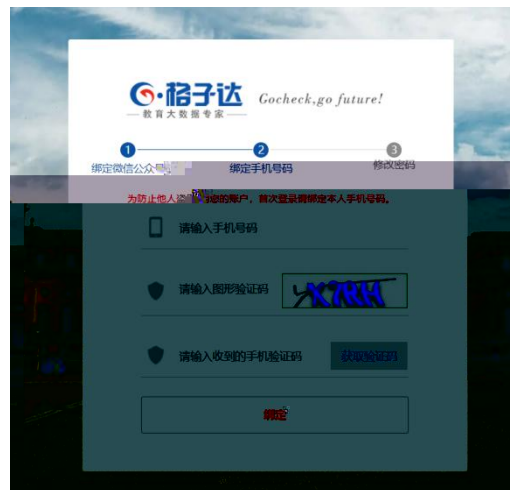 格子达
教育大数据专家
Gocheck,go future!
1 2 3
绑定微信公众号 绑定手机号码 修改密码
为防止他人 的账户，首次登录请绑定本人手机号码。
请输入手机号码
请输入图形验证码 X7RH
请输入收到的手机验证码 获取验证码
绑定